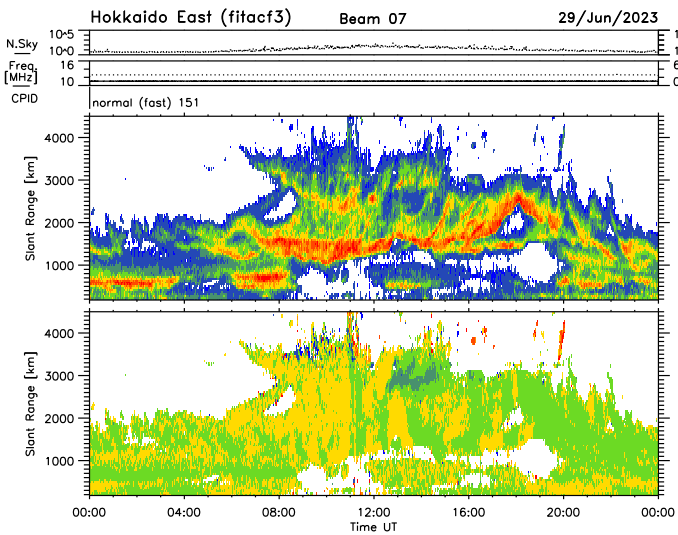 Hokkaido East (fitacf3) Beam 07 29/Jun/2023
10^5
N.Sky
10^0
Freq. 16 6
[MHz] 10 0
CPID normal (fast) 151
4000
3000
2000
1000
Slant Range [km]
4000
3000
2000
1000
Slant Range [km]
00:00 04:00 08:00 12:00 16:00 20:00 00:00
Time UT